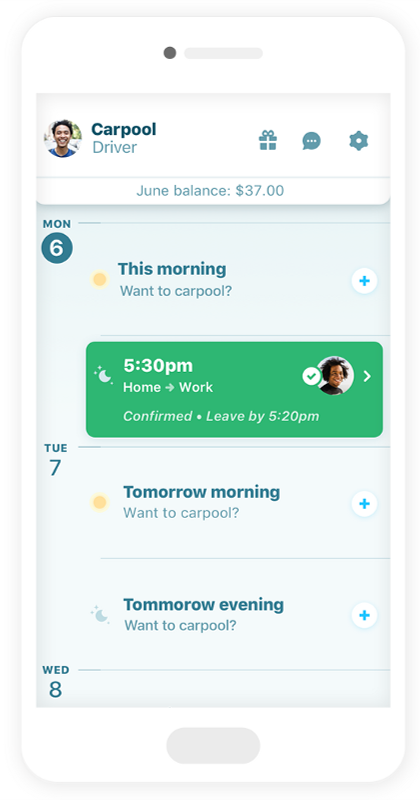 Carpool
Driver
June balance: $37.00
MON
6
This morning
Want to carpool?
5:30pm
Home → Work
Confirmed • Leave by 5:20pm
TUE
7
Tomorrow morning
Want to carpool?
Tommorow evening
Want to carpool?
WED
8